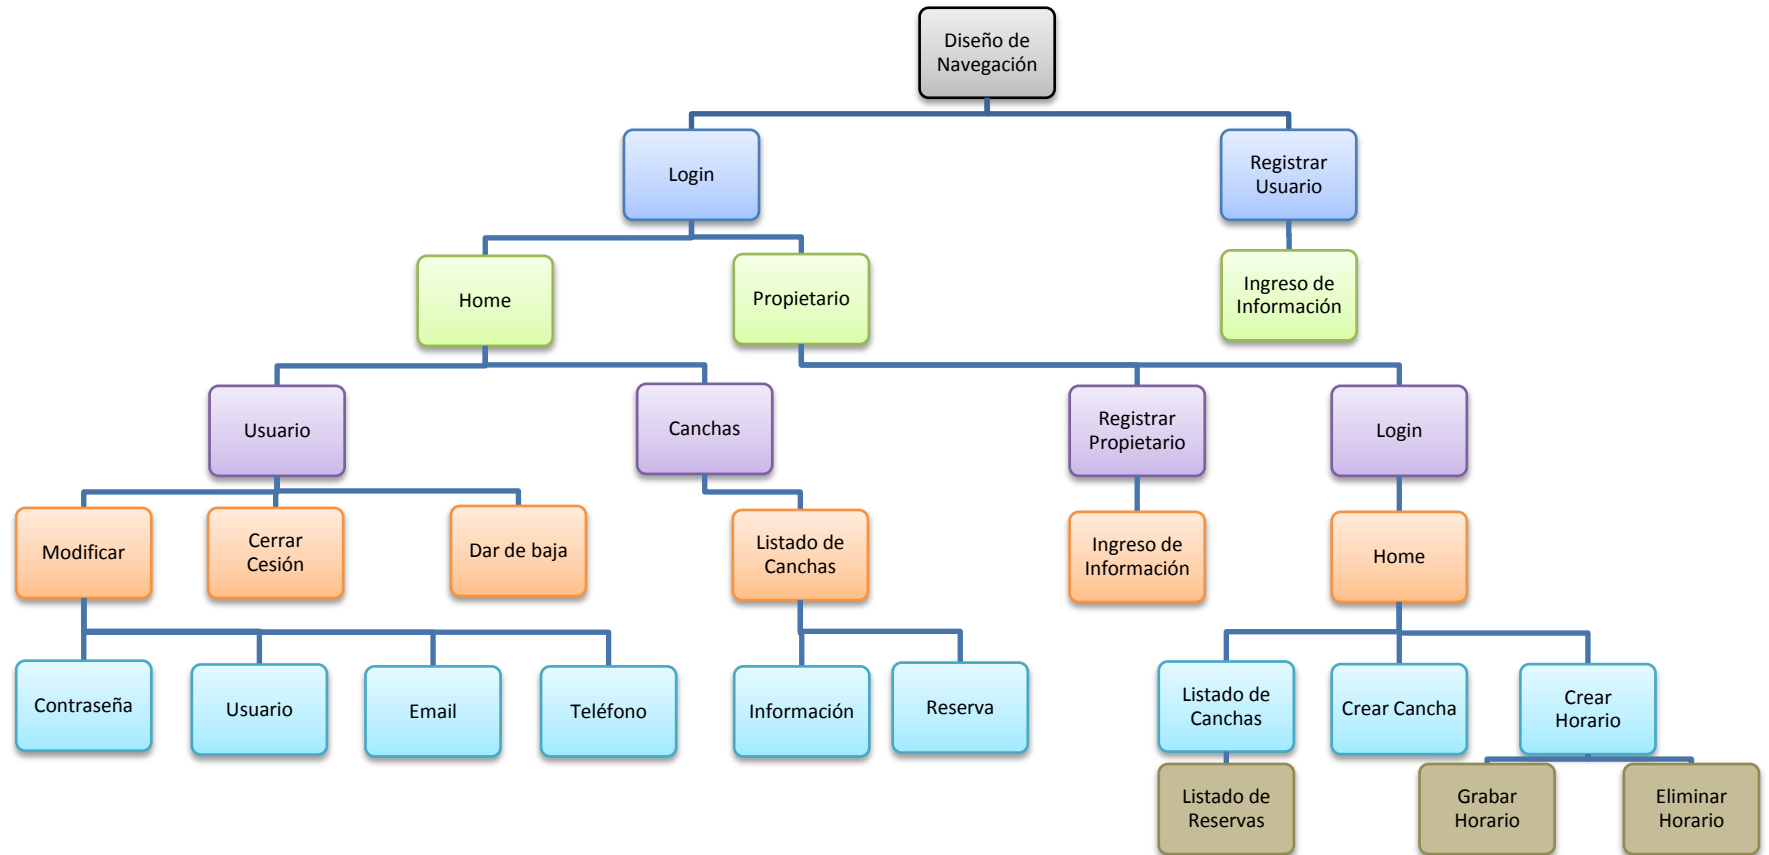 Diseño de
Navegación
Login
Registrar
Usuario
Home
Propietario
Ingreso de
Información
Usuario
Canchas
Registrar
Propietario
Login
Modificar
Cerrar
Cesión
Dar de baja
Listado de
Canchas
Ingreso de
Información
Home
Contraseña
Usuario
Email
Teléfono
Información
Reserva
Listado de
Canchas
Crear Cancha
Crear
Horario
Listado de
Reservas
Grabar
Horario
Eliminar
Horario